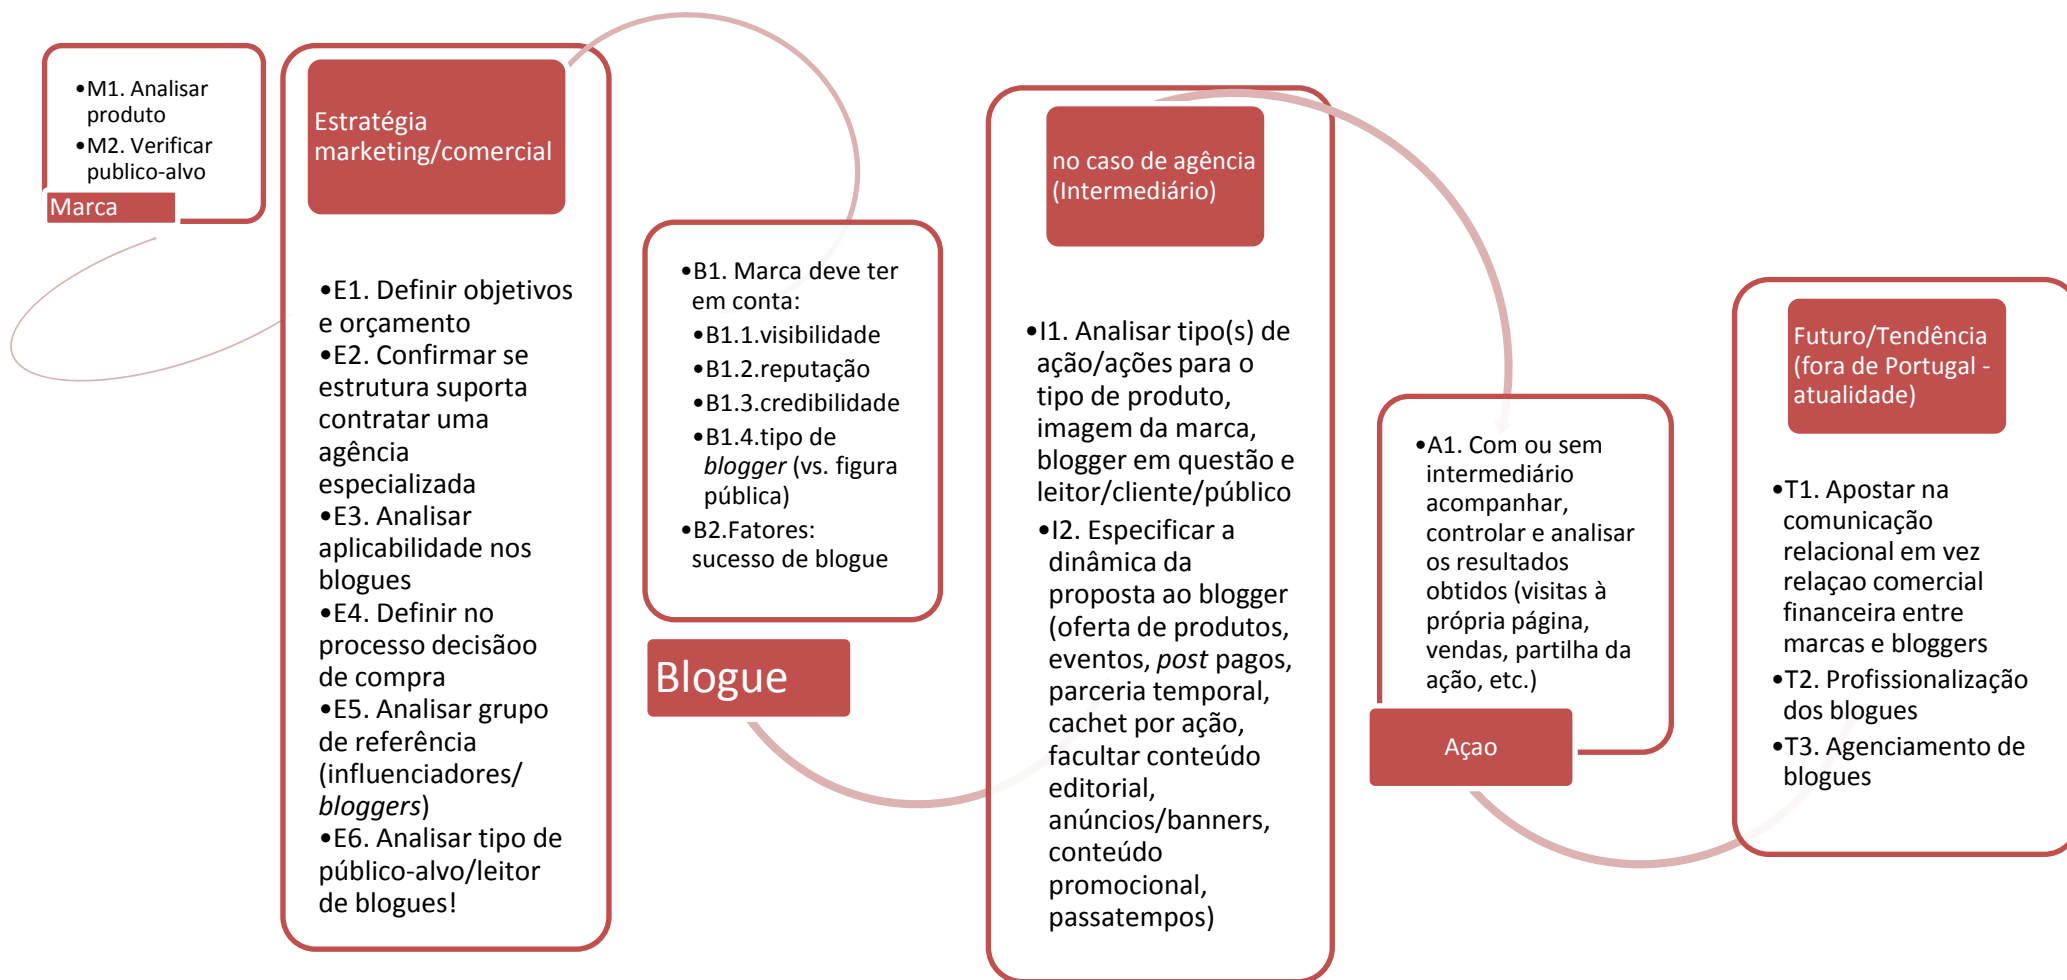 •M1. Analisar
produto
•M2. Verificar
publico-alvo
Marca
Estratégia
marketing/comercial
•E1. Definir objetivos
e orçamento
•E2. Confirmar se
estrutura suporta
contratar uma
agência
especializada
•E3. Analisar
aplicabilidade nos
blogues
•E4. Definir no
processo decisãoo
de compra
•E5. Analisar grupo
de referência
(influenciadores/
bloggers)
•E6. Analisar tipo de
público-alvo/leitor
de blogues!
•B1. Marca deve ter
em conta:
•B1.1.visibilidade
•B1.2.reputação
•B1.3.credibilidade
•B1.4.tipo de
blogger (vs. figura
pública)
•B2.Fatores:
sucesso de blogue
Blogue
no caso de agência
(Intermediário)
•I1. Analisar tipo(s) de
ação/ações para o
tipo de produto,
imagem da marca,
blogger em questão e
leitor/cliente/público
•I2. Especificar a
dinâmica da
proposta ao blogger
(oferta de produtos,
eventos, post pagos,
parceria temporal,
cachet por ação,
facultar conteúdo
editorial,
anúncios/banners,
conteúdo
promocional,
passatempos)
•A1. Com ou sem
intermediário
acompanhar,
controlar e analisar
os resultados
obtidos (visitas à
própria página,
vendas, partilha da
ação, etc.)
Açao
Futuro/Tendência
(fora de Portugal -
atualidade)
•T1. Apostar na
comunicação
relacional em vez
relaçao comercial
financeira entre
marcas e bloggers
•T2. Profissionalização
dos blogues
•T3. Agenciamento de
blogues